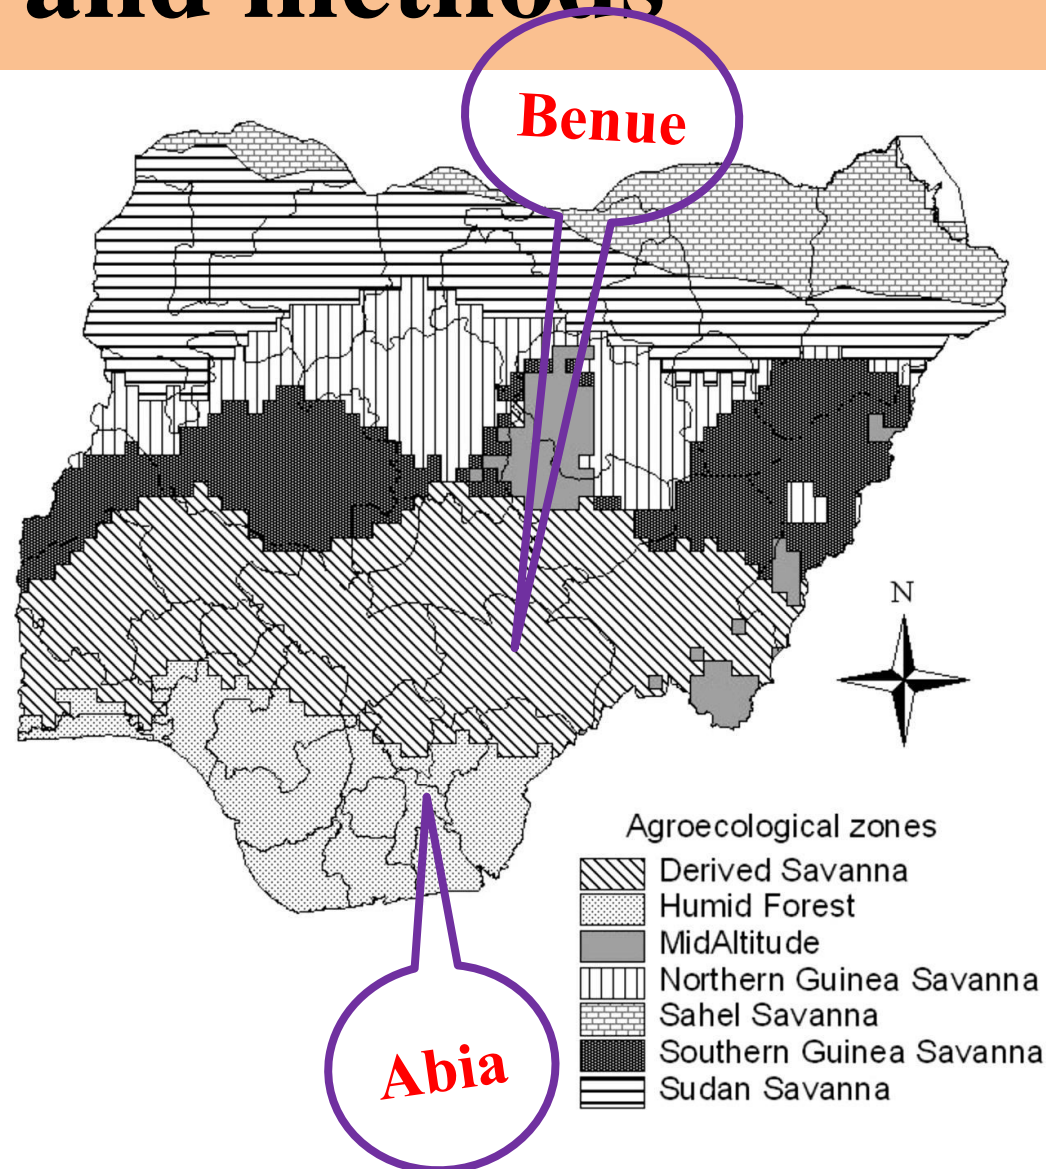 and methods
Benue
N
Agroecological zones
Derived Savanna
Humid Forest
MidAltitude
Northern Guinea Savanna
Sahel Savanna
Southern Guinea Savanna
Sudan Savanna
Abia